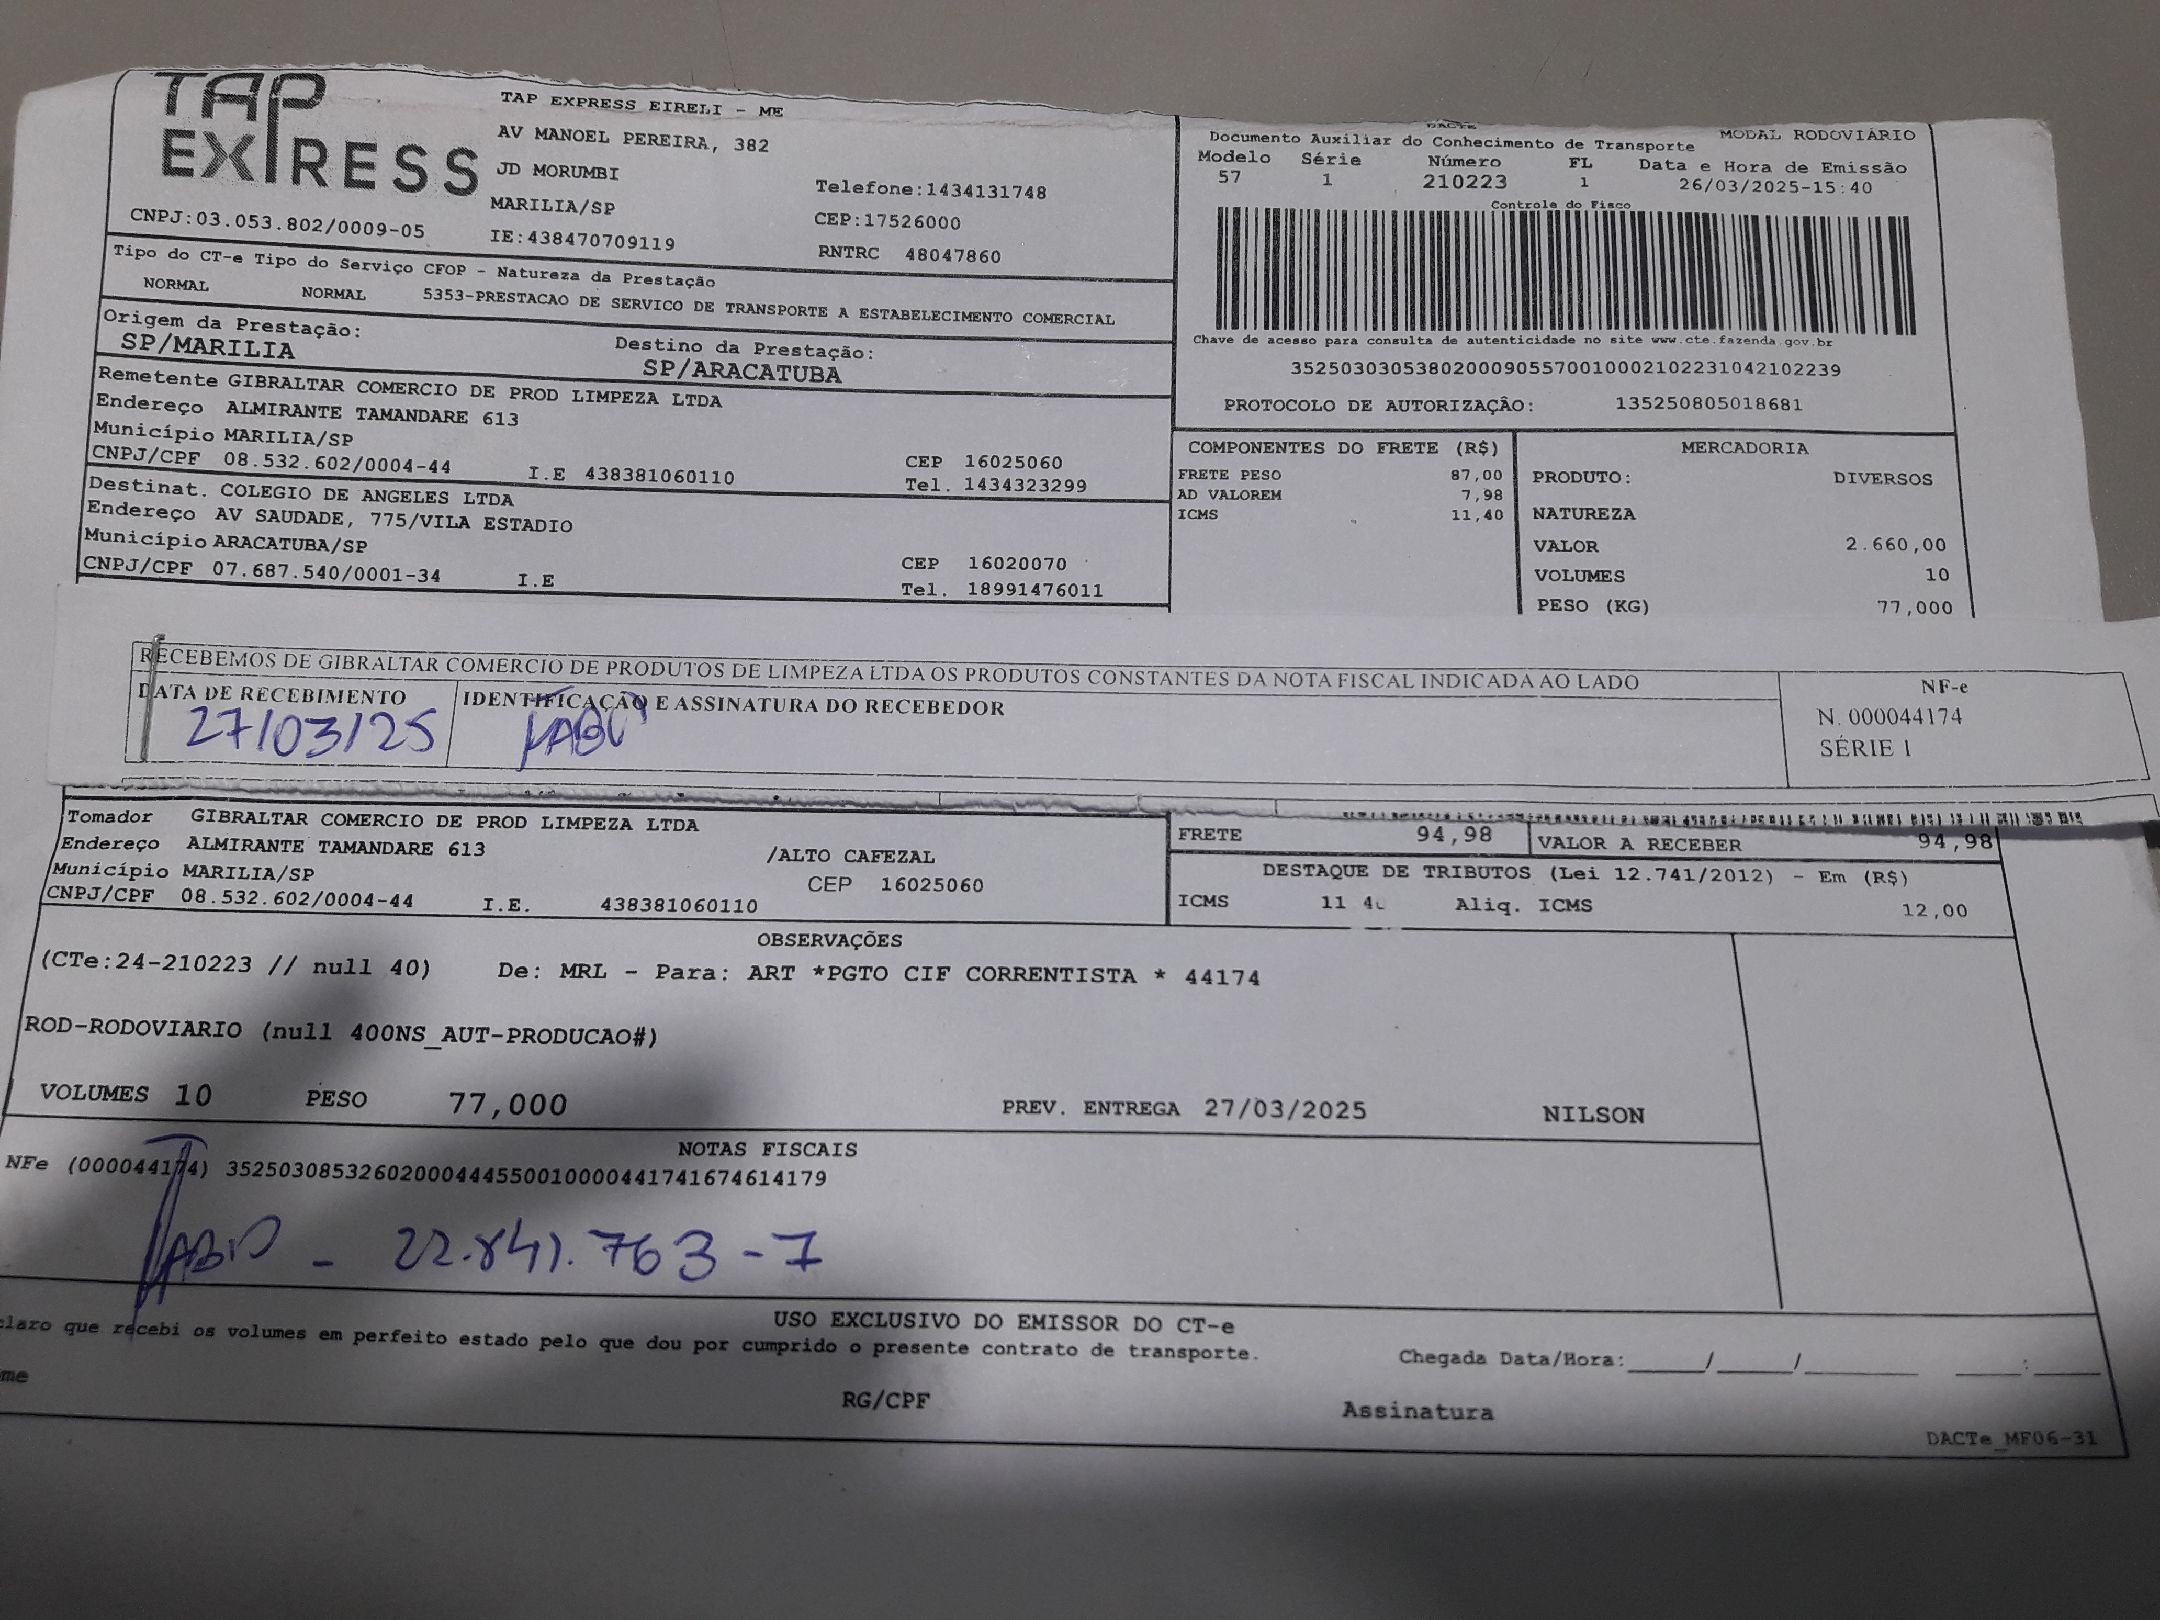 TAP EXPRESS
TAP EXPRESS EIRELI - ME
AV MANOEL PEREIRA, 382
JD MORUMBI
Telefone:1434131748
MARILIA/SP
CEP:17526000
CNPJ:03.053.802/0009-05
IE:438470709119
RNTRC 48047860
DACTE
MODAL RODOVIÁRIO
Documento Auxiliar do Conhecimento de Transporte
Modelo Série Número FL Data e Hora de Emissão
57 1 210223 1 26/03/2025-15:40
Controle do Fisco
Chave de acesso para consulta de autenticidade no site www.cte.fazenda.gov.br
35250303053802000905570010002102231042102239
PROTOCOLO DE AUTORIZAÇÃO: 135250805018681
Tipo do CT-e Tipo do Serviço CFOP - Natureza da Prestação
NORMAL NORMAL 5353-PRESTACAO DE SERVICO DE TRANSPORTE A ESTABELECIMENTO COMERCIAL
Origem da Prestação:
SP/MARILIA
Destino da Prestação:
SP/ARACATUBA
Remetente GIBRALTAR COMERCIO DE PROD LIMPEZA LTDA
Endereço ALMIRANTE TAMANDARE 613
Município MARILIA/SP
CEP 16025060
CNPJ/CPF 08.532.602/0004-44 I.E 438381060110 Tel. 1434323299
Destinat. COLEGIO DE ANGELES LTDA
Endereço AV SAUDADE, 775/VILA ESTADIO
Município ARACATUBA/SP
CEP 16020070
CNPJ/CPF 07.687.540/0001-34 I.E Tel. 18991476011
COMPONENTES DO FRETE (R$)
FRETE PESO 87,00
AD VALOREM 7,98
ICMS 11,40
MERCADORIA
PRODUTO: DIVERSOS
NATUREZA
VALOR 2.660,00
VOLUMES 10
PESO (KG) 77,000
RECEBEMOS DE GIBRALTAR COMERCIO DE PRODUTOS DE LIMPEZA LTDA OS PRODUTOS CONSTANTES DA NOTA FISCAL INDICADA AO LADO
DATA DE RECEBIMENTO
27/03/25
IDENTIFICAÇÃO E ASSINATURA DO RECEBEDOR
NF-e
N. 000044174
SÉRIE 1
Tomador GIBRALTAR COMERCIO DE PROD LIMPEZA LTDA
Endereço ALMIRANTE TAMANDARE 613 /ALTO CAFEZAL
Município MARILIA/SP CEP 16025060
CNPJ/CPF 08.532.602/0004-44 I.E. 438381060110
FRETE 94,98 VALOR A RECEBER 94,98
DESTAQUE DE TRIBUTOS (Lei 12.741/2012) - Em (R$)
ICMS 11 40 Aliq. ICMS 12,00
OBSERVAÇÕES
(CTe:24-210223 // null 40) De: MRL - Para: ART *PGTO CIF CORRENTISTA * 44174
ROD-RODOVIARIO (null 400NS_AUT-PRODUCAO#)
VOLUMES 10 PESO 77,000 PREV. ENTREGA 27/03/2025 NILSON
NOTAS FISCAIS
NFe (000044174) 35250308532602000444550010000441741674614179
- 22.841.763-7
USO EXCLUSIVO DO EMISSOR DO CT-e
claro que recebi os volumes em perfeito estado pelo que dou por cumprido o presente contrato de transporte.
Chegada Data/Hora:____/____/______ ____:____
me RG/CPF Assinatura
DACTe_MF06-31